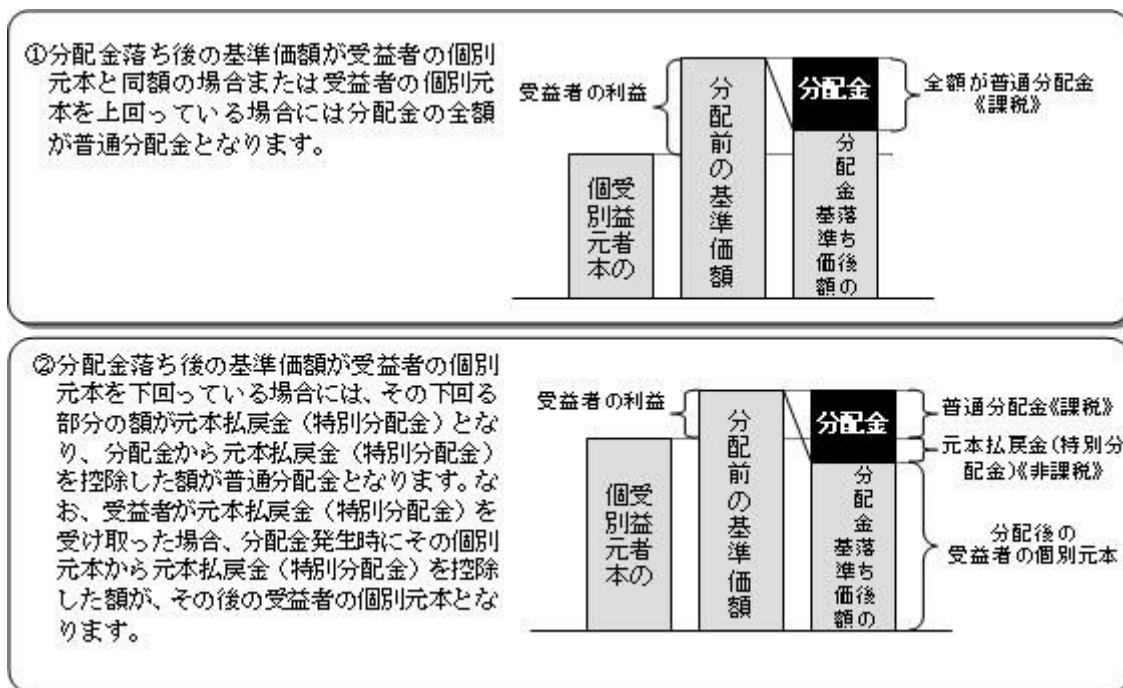 ①分配金落ち後の基準価額が受益者の個別
元本と同額の場合または受益者の個別元
本を上回っている場合には分配金の全額
が普通分配金となります。
受益者の利益
受益者の
個別元本
分配前の基準価額
分配金
分配金落ち後の
基準価額
全額が普通分配金
《課税》
②分配金落ち後の基準価額が受益者の個別
元本を下回っている場合には、その下回る
部分の額が元本払戻金（特別分配金）とな
り、分配金から元本払戻金（特別分配金）
を控除した額が普通分配金となります。な
お、受益者が元本払戻金（特別分配金）を
受け取った場合、分配金発生時にその個別
元本から元本払戻金（特別分配金）を控除
した額が、その後の受益者の個別元本とな
ります。
受益者の利益
受益者の
個別元本
分配前の基準価額
分配金
分配金落ち後の
基準価額
普通分配金《課税》
元本払戻金(特別分
配金)《非課税》
分配後の
受益者の個別元本